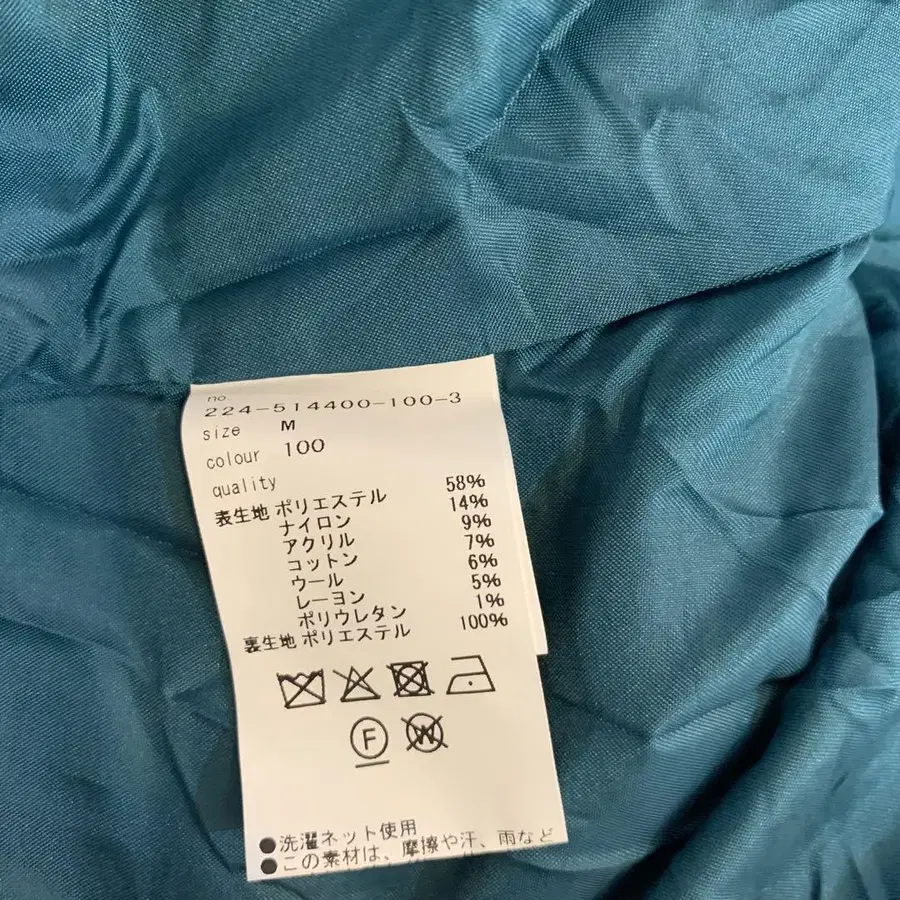 no.
224-514400-100-3
size M
colour 100
quality
表生地 ポリエステル 58%
ナイロン 14%
アクリル 9%
コットン 7%
ウール 6%
レーヨン 5%
ポリウレタン 1%
裏生地 ポリエステル 100%
F
W
●洗濯ネット使用
●この素材は、摩擦や汗、雨など